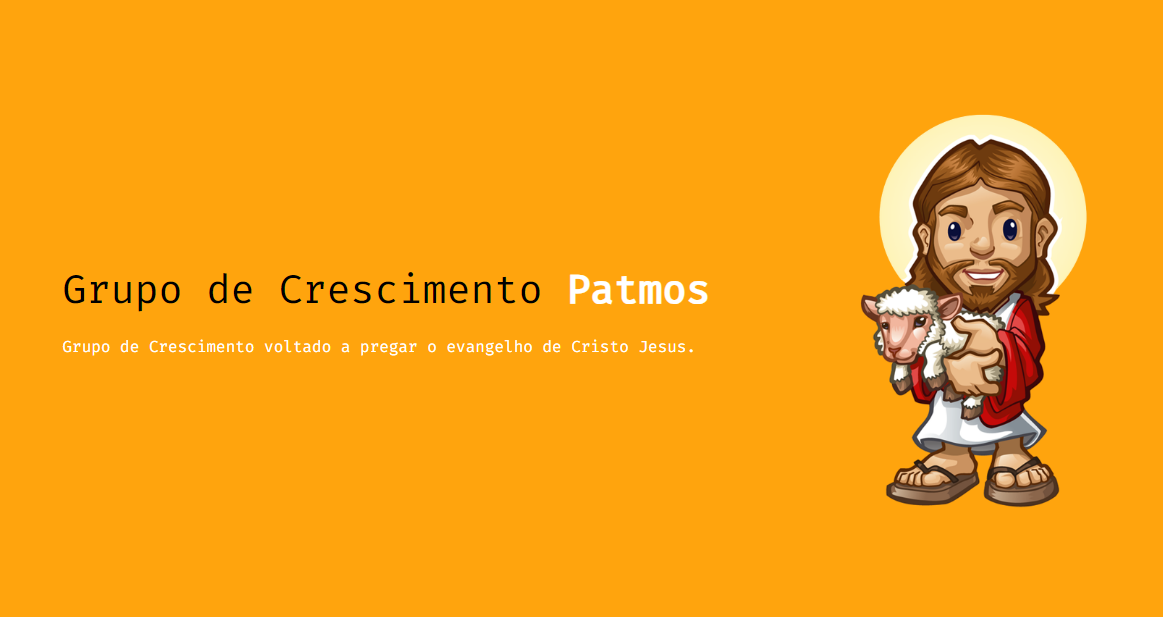 Grupo de Crescimento Patmos
Grupo de Crescimento voltado a pregar o evangelho de Cristo Jesus.